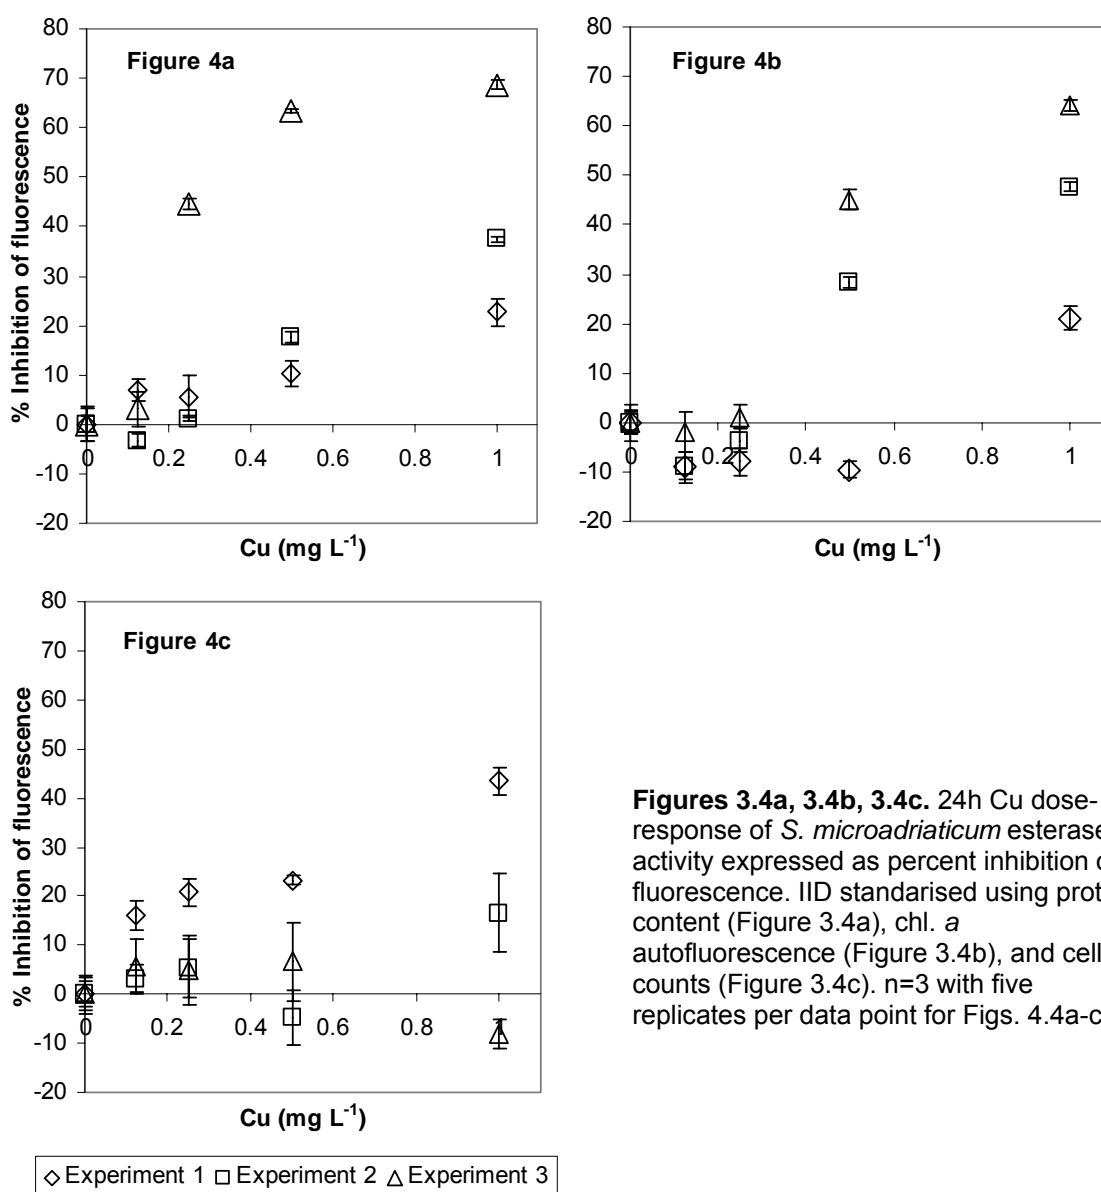 Figure 4a
80
70
60
50
40
30
20
10
0
-10
-20
% Inhibition of fluorescence
0 0.2 0.4 0.6 0.8 1
Cu (mg L-1)
Figure 4b
80
70
60
50
40
30
20
10
0
-10
-20
0 0.2 0.4 0.6 0.8 1
Cu (mg L-1)
Figure 4c
80
70
60
50
40
30
20
10
0
-10
-20
% Inhibition of fluorescence
0 0.2 0.4 0.6 0.8 1
Cu (mg L-1)
Experiment 1 Experiment 2 Experiment 3
Figures 3.4a, 3.4b, 3.4c. 24h Cu dose-
response of S. microadriaticum esterase
activity expressed as percent inhibition
fluorescence. IID standarised using
content (Figure 3.4a), chl. a
autofluorescence (Figure 3.4b), and cell
counts (Figure 3.4c). n=3 with five
replicates per data point for Figs. 4.4a-c